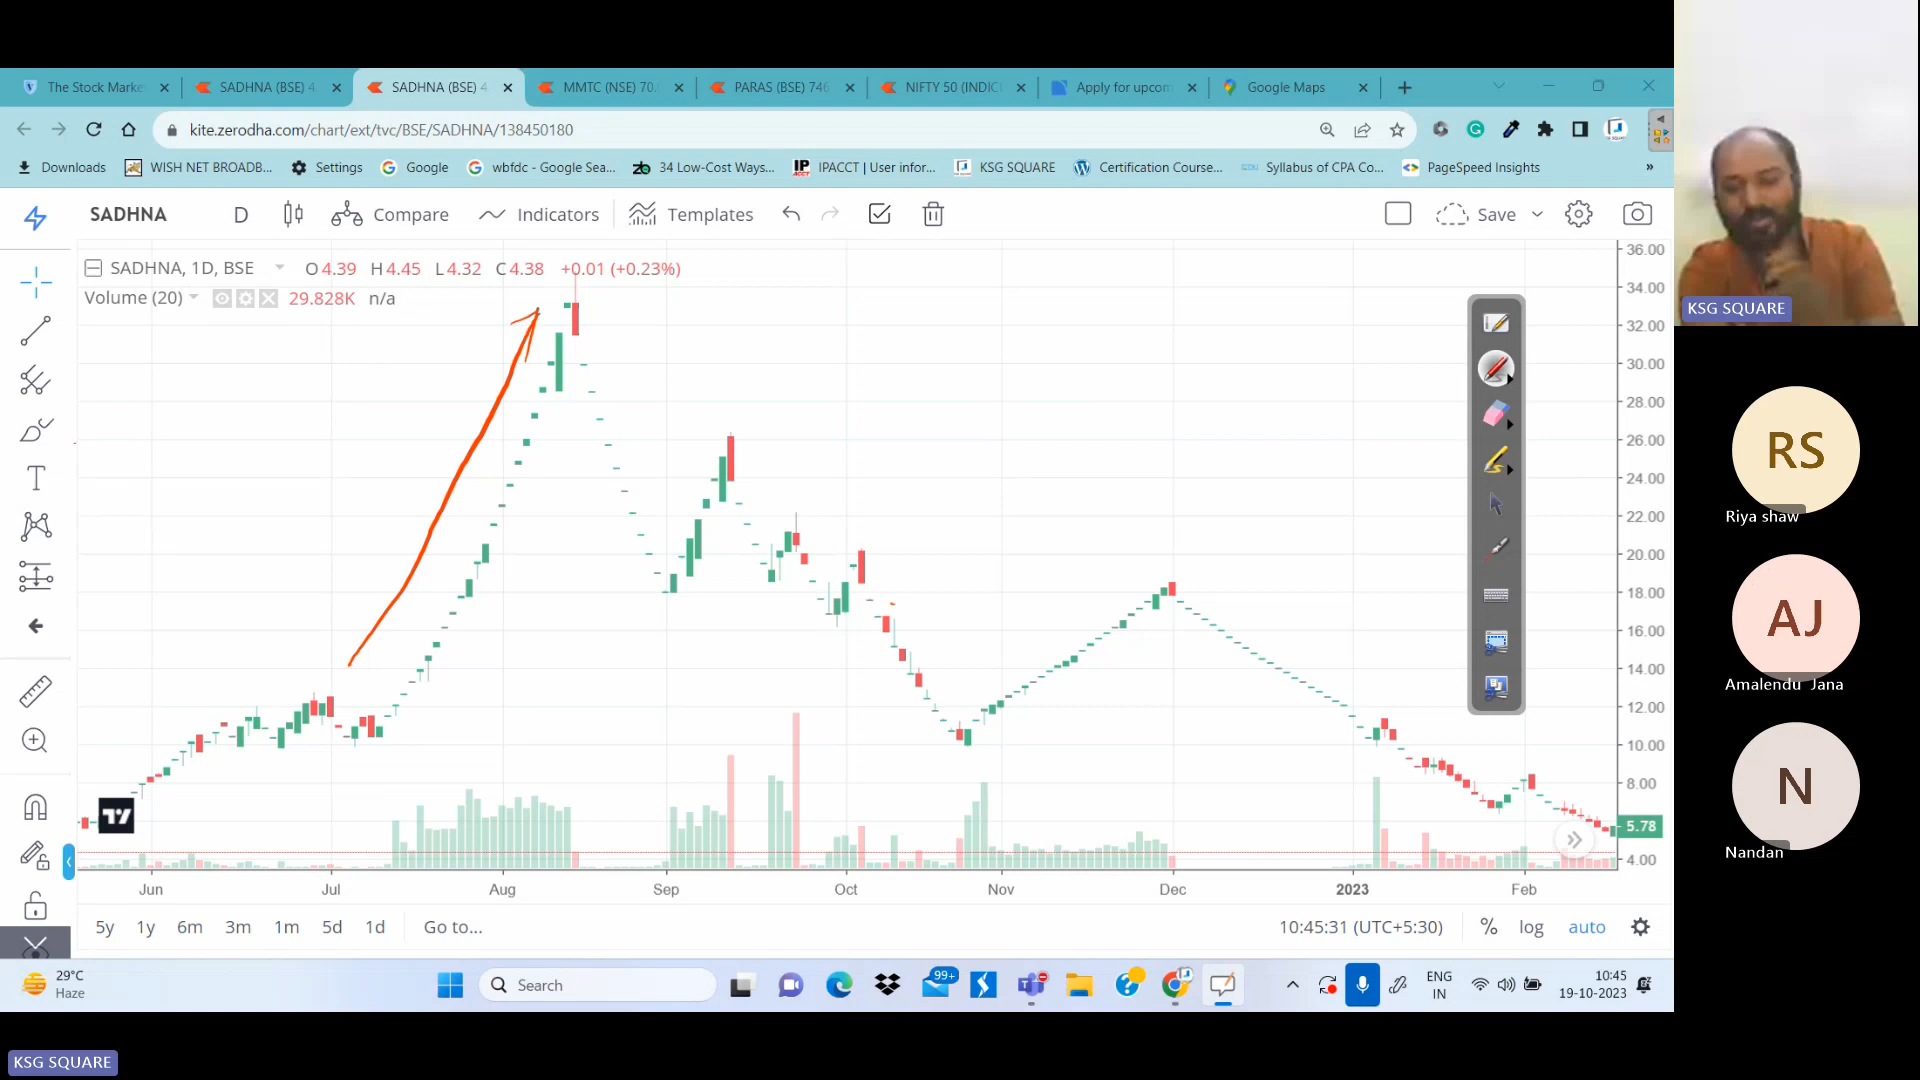 The Stock Marke
SADHNA (BSE) 4
SADHNA (BSE) 4
MMTC (NSE) 70.
PARAS (BSE) 746
NIFTY 50 (INDIC
Apply for upcom
Google Maps
kite.zerodha.com/chart/ext/tvc/BSE/SADHNA/138450180
Downloads
WISH NET BROADB...
Settings
Google
wbfdc - Google Sea...
34 Low-Cost Ways...
IPACCT | User infor...
KSG SQUARE
Certification Course...
Syllabus of CPA Co...
PageSpeed Insights
SADHNA
D
Compare
Indicators
Templates
Save
SADHNA, 1D, BSE
O4.39 H4.45 L4.32 C4.38 +0.01 (+0.23%)
Volume (20)
29.828K n/a
36.00
34.00
32.00
30.00
28.00
26.00
24.00
22.00
20.00
18.00
16.00
14.00
12.00
10.00
8.00
5.78
4.00
Jun
Jul
Aug
Sep
Oct
Nov
Dec
2023
Feb
5y 1y 6m 3m 1m 5d 1d Go to...
10:45:31 (UTC+5:30) % log auto
29°C
Haze
Search
99+
ENG
IN
10:45
19-10-2023
KSG SQUARE
RS
Riya shaw
AJ
Amalendu Jana
N
Nandan
KSG SQUARE